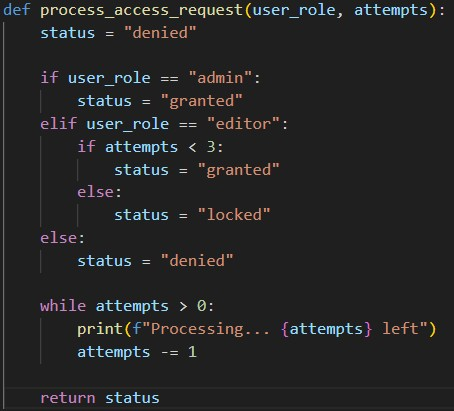 def process_access_request(user_role, attempts):
    status = "denied"

    if user_role == "admin":
        status = "granted"
    elif user_role == "editor":
        if attempts < 3:
            status = "granted"
        else:
            status = "locked"
    else:
        status = "denied"

    while attempts > 0:
        print(f"Processing... {attempts} left")
        attempts -= 1

    return status